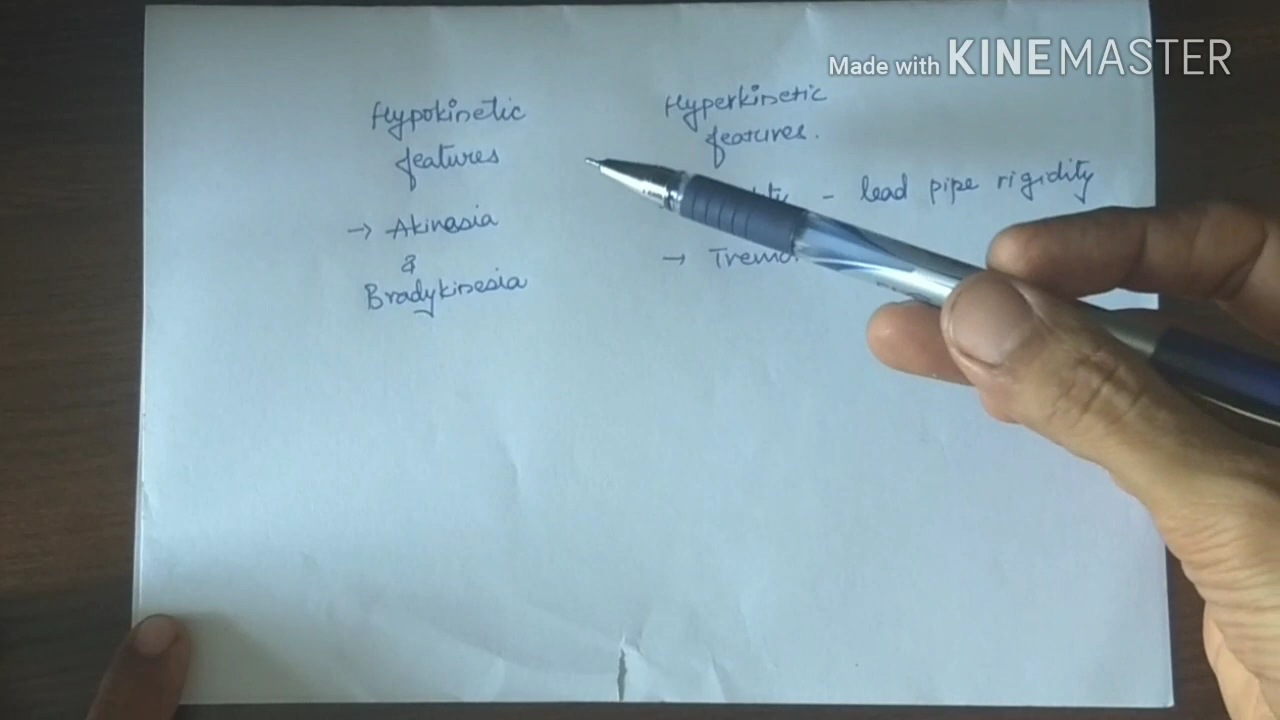 Made with KINEMASTER
Hypokinetic
features
→ Akinesia
&
Bradykinesia
Hyperkinetic
features.
- lead pipe rigidity
→